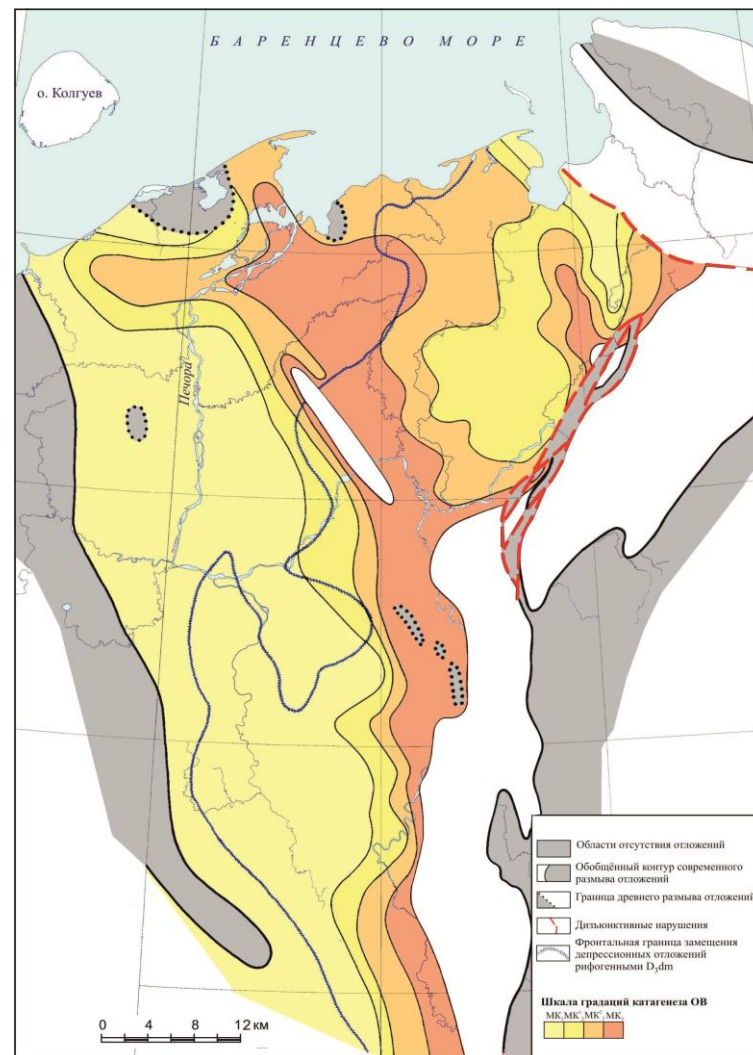 БАРЕНЦЕВО МОРЕ
о. Колгуев
Печора
Области отсутствия отложений
Обобщённый контур современного
размыва отложений
Граница древнего размыва отложений
Дизъюнктивные нарушения
Фронтальная граница замещения
депрессионных отложений
рифогенными D₃dm
Шкала градаций катагенеза ОВ
0 4 8 12 км